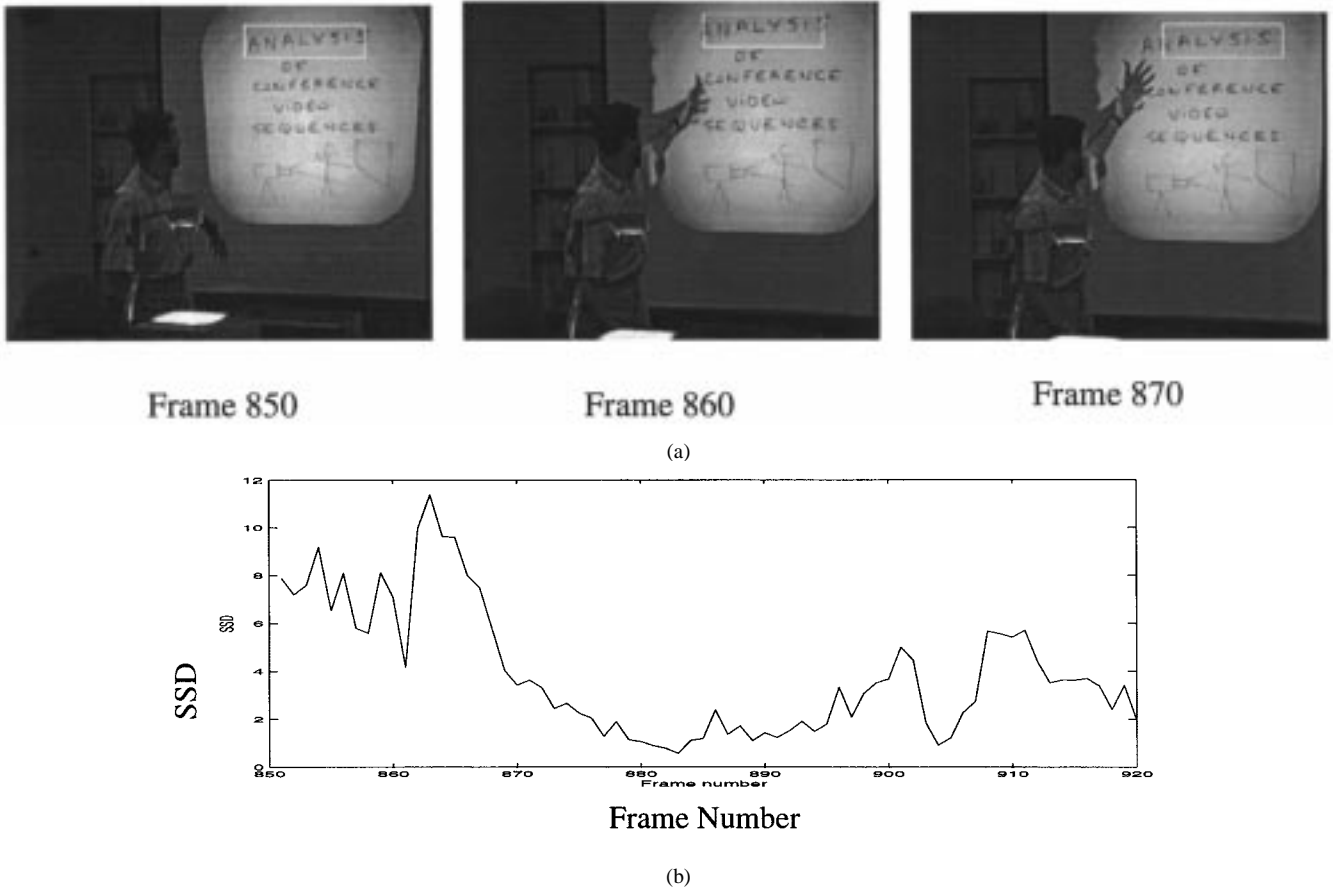 ANALYSIS
OF
CONFERENCE
VIDEO
SEQUENCES
ANALYSIS
OF
CONFERENCE
VIDEO
SEQUENCES
ANALYSIS
OF
CONFERENCE
VIDEO
SEQUENCES
Frame 850
Frame 860
Frame 870
(a)
12
10
8
6
4
2
0
SSD
SSD
850
860
870
880
890
900
910
920
Frame number
Frame Number
(b)